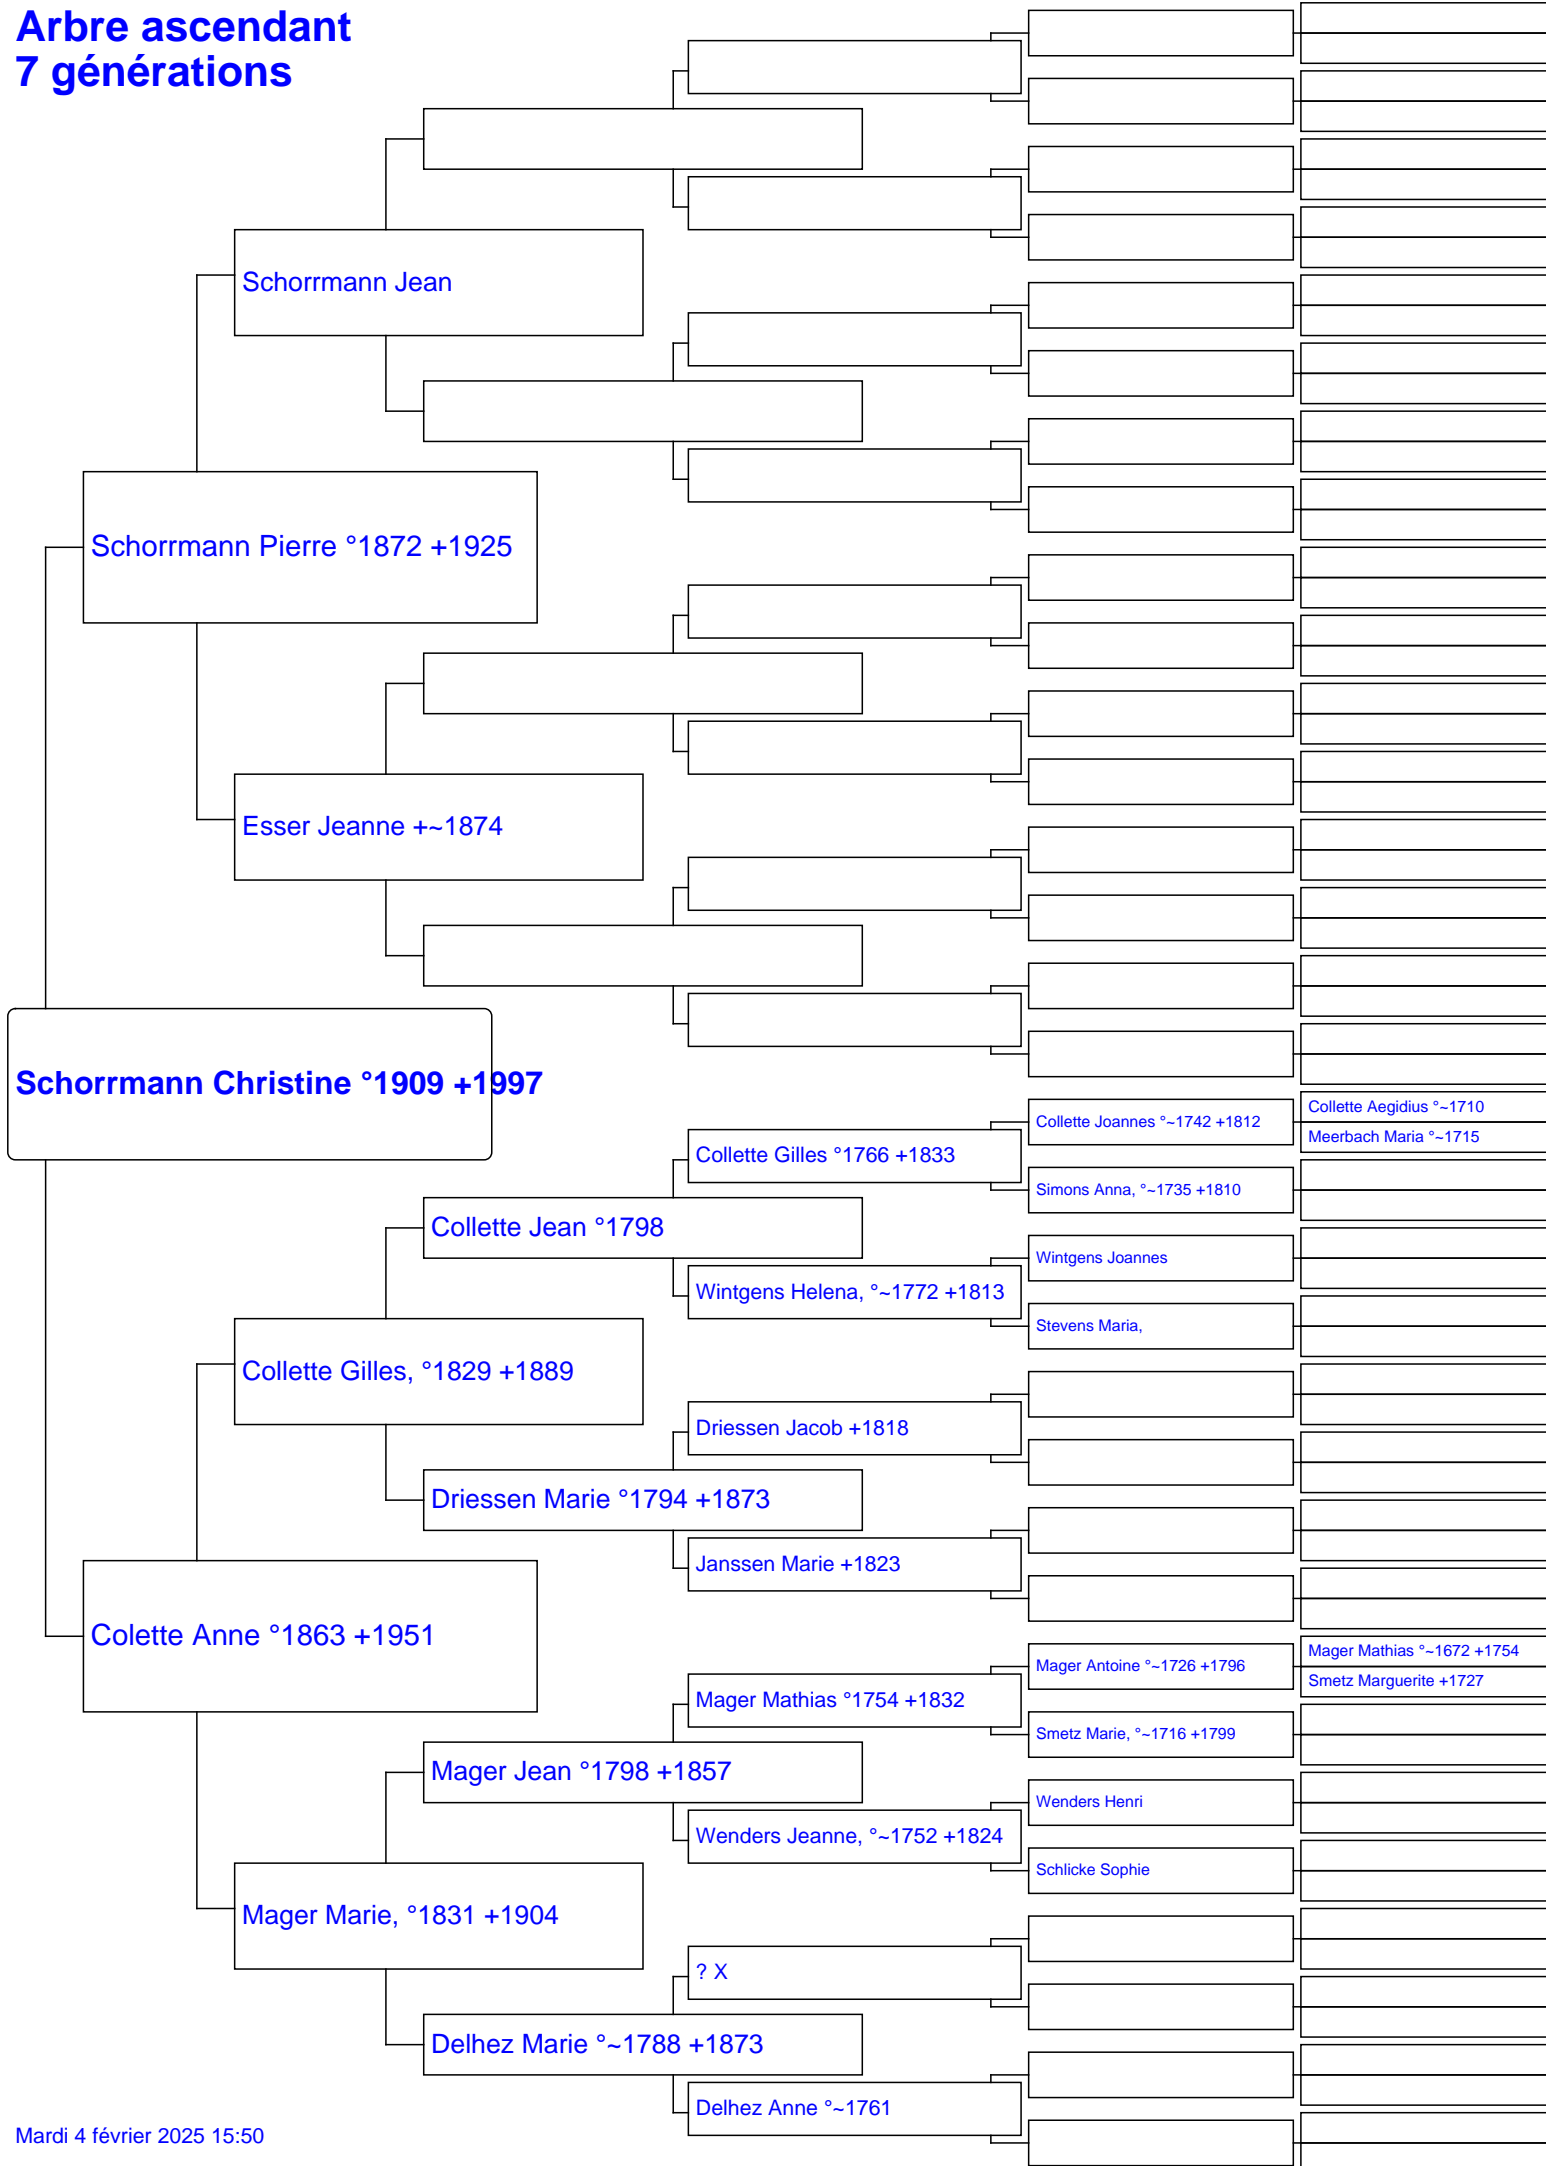 Arbre ascendant
7 générations
Schorrmann Jean
Schorrmann Pierre °1872 +1925
Esser Jeanne +~1874
Schorrmann Christine °1909 +1997
Collette Joannes °~1742 +1812
Collette Aegidius °~1710
Meerbach Maria °~1715
Collette Gilles °1766 +1833
Simons Anna, °~1735 +1810
Collette Jean °1798
Wintgens Joannes
Wintgens Helena, °~1772 +1813
Stevens Maria,
Collette Gilles, °1829 +1889
Driessen Jacob +1818
Driessen Marie °1794 +1873
Janssen Marie +1823
Colette Anne °1863 +1951
Mager Antoine °~1726 +1796
Mager Mathias °~1672 +1754
Smetz Marguerite +1727
Mager Mathias °1754 +1832
Smetz Marie, °~1716 +1799
Mager Jean °1798 +1857
Wenders Henri
Wenders Jeanne, °~1752 +1824
Schlicke Sophie
Mager Marie, °1831 +1904
? X
Delhez Marie °~1788 +1873
Delhez Anne °~1761
Mardi 4 février 2025 15:50